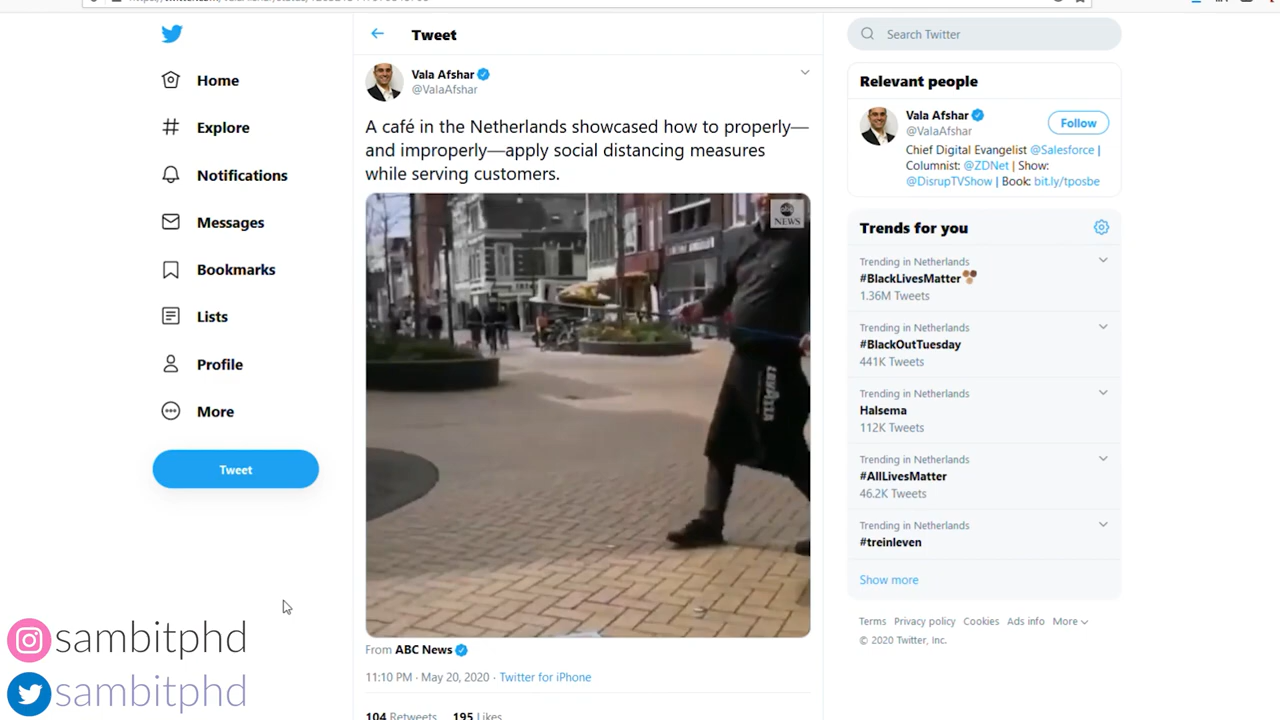 Home
Explore
Notifications
Messages
Bookmarks
Lists
Profile
More
Tweet
sambitphd
sambitphd
Tweet
Vala Afshar
@ValaAfshar
A café in the Netherlands showcased how to properly—
and improperly—apply social distancing measures
while serving customers.
abc
NEWS
LAVAZZA
From ABC News
11:10 PM · May 20, 2020 · Twitter for iPhone
104 Retweets 195 Likes
Search Twitter
Relevant people
Vala Afshar
@ValaAfshar
Follow
Chief Digital Evangelist @Salesforce |
Columnist: @ZDNet | Show:
@DisrupTVShow | Book: bit.ly/tposbe
Trends for you
Trending in Netherlands
#BlackLivesMatter
1.36M Tweets
Trending in Netherlands
#BlackOutTuesday
441K Tweets
Trending in Netherlands
Halsema
112K Tweets
Trending in Netherlands
#AllLivesMatter
46.2K Tweets
Trending in Netherlands
#treinleven
Show more
Terms Privacy policy Cookies Ads info More
© 2020 Twitter, Inc.